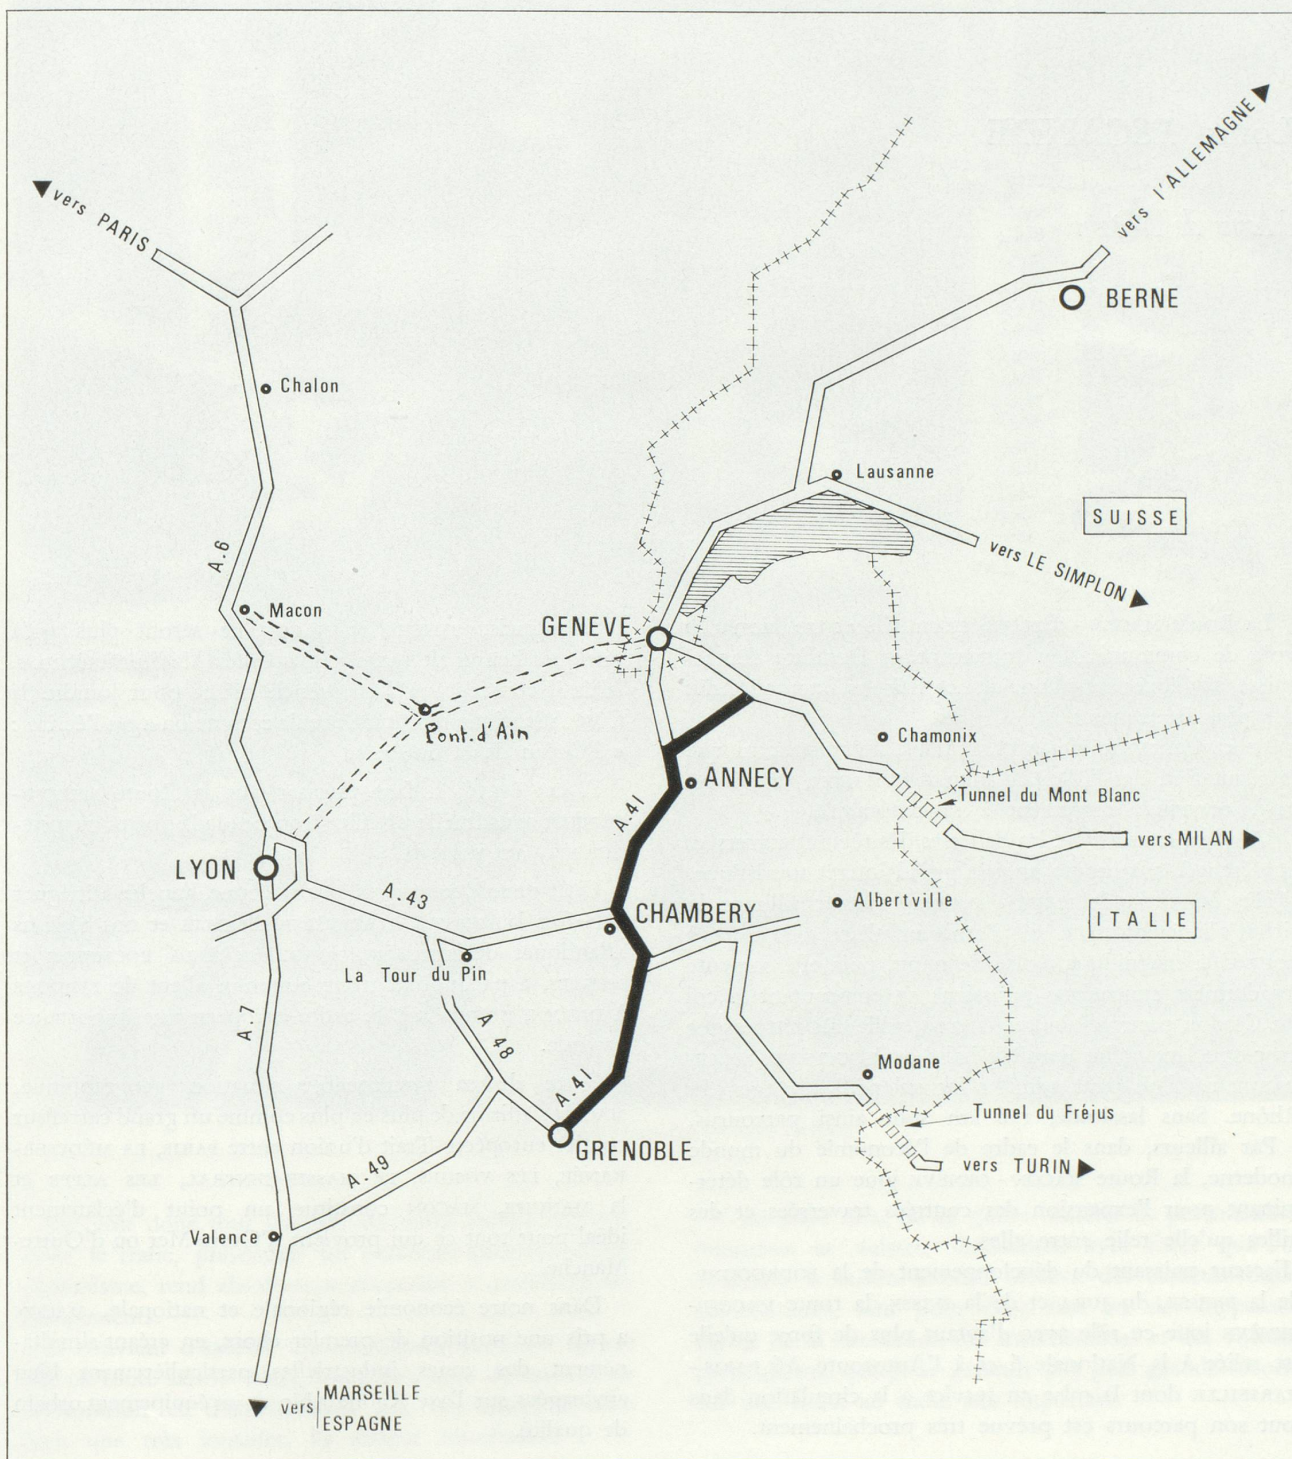 vers l'ALLEMAGNE
vers PARIS
BERNE
Chalon
Lausanne
SUISSE
A.6
vers LE SIMPLON
Macon
GENEVE
Pont.d'Ain
Chamonix
ANNECY
Tunnel du Mont Blanc
A.41
vers MILAN
LYON
A.43
CHAMBERY
Albertville
ITALIE
La Tour du Pin
A.7
A 48
Modane
A.41
Tunnel du Fréjus
GRENOBLE
vers TURIN
A.49
Valence
vers
MARSEILLE
ESPAGNE